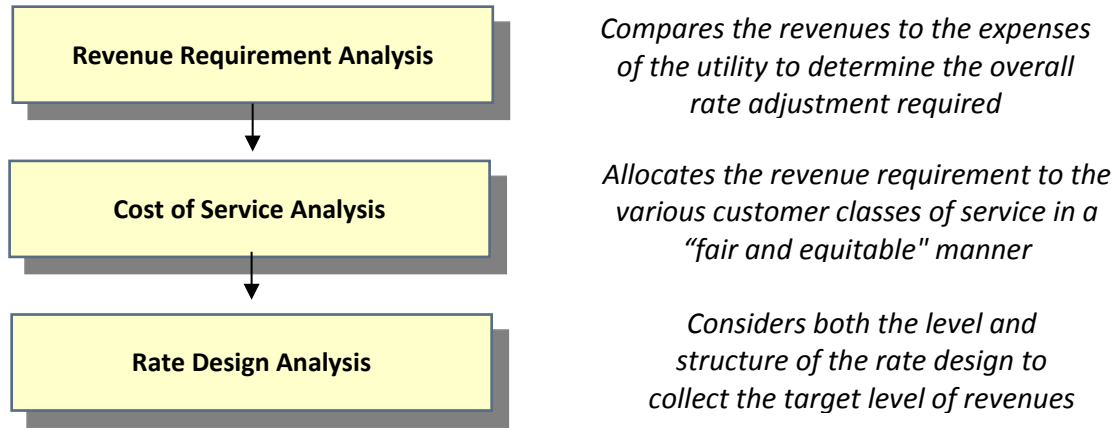 Revenue Requirement Analysis
Compares the revenues to the expenses
of the utility to determine the overall
rate adjustment required
Cost of Service Analysis
Allocates the revenue requirement to the
various customer classes of service in a
“fair and equitable" manner
Rate Design Analysis
Considers both the level and
structure of the rate design to
collect the target level of revenues